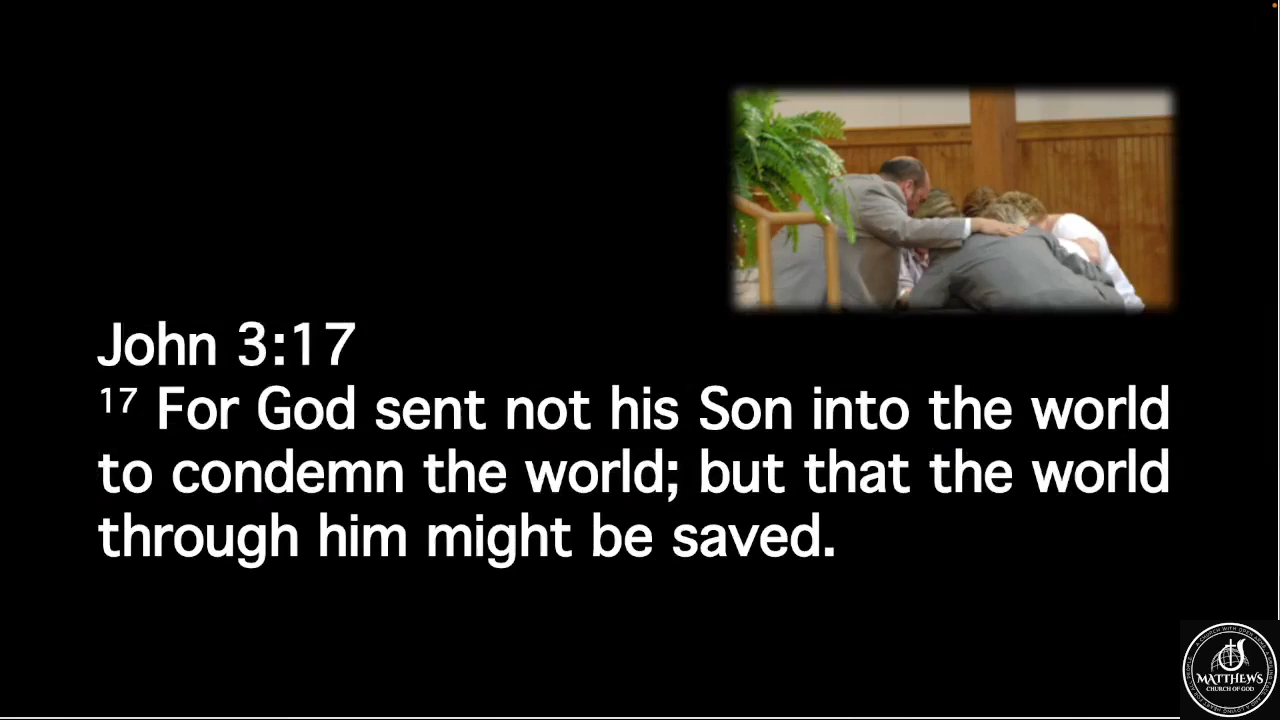 John 3:17
17 For God sent not his Son into the world
to condemn the world; but that the world
through him might be saved.
MATTHEWS
CHURCH OF GOD